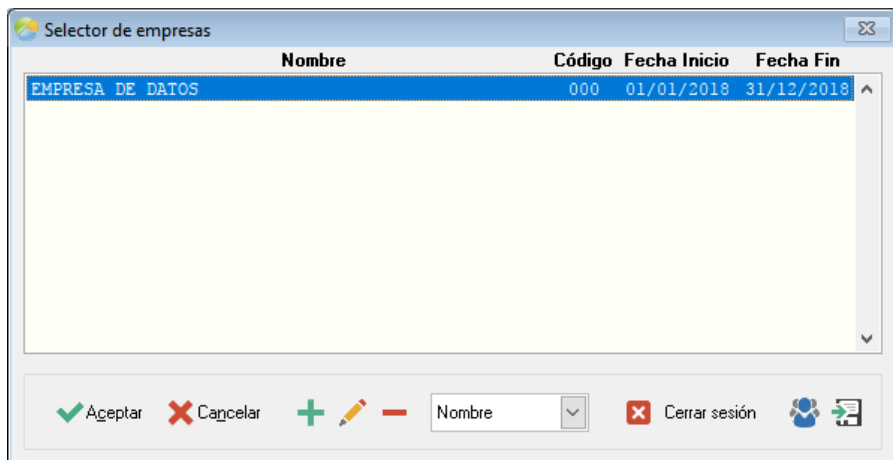 Selector de empresas
Nombre Código Fecha Inicio Fecha Fin
EMPRESA DE DATOS 000 01/01/2018 31/12/2018
Aceptar Cancelar Nombre Cerrar sesión